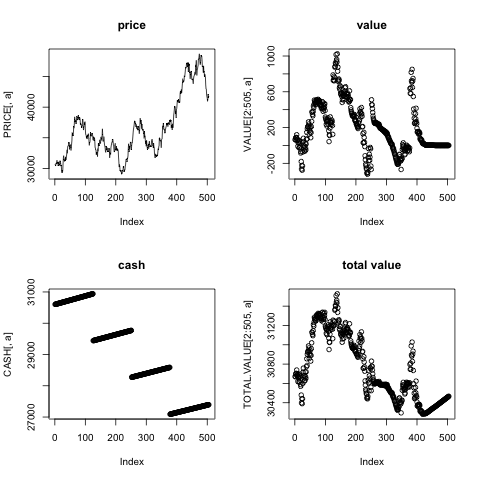 price
PRICE[, a]
30000
40000
0 100 200 300 400 500
Index
value
VALUE[2:505, a]
-200
200
600
1000
0 100 200 300 400 500
Index
cash
CASH[, a]
27000
29000
31000
0 100 200 300 400 500
Index
total value
TOTAL.VALUE[2:505, a]
30400
30800
31200
0 100 200 300 400 500
Index